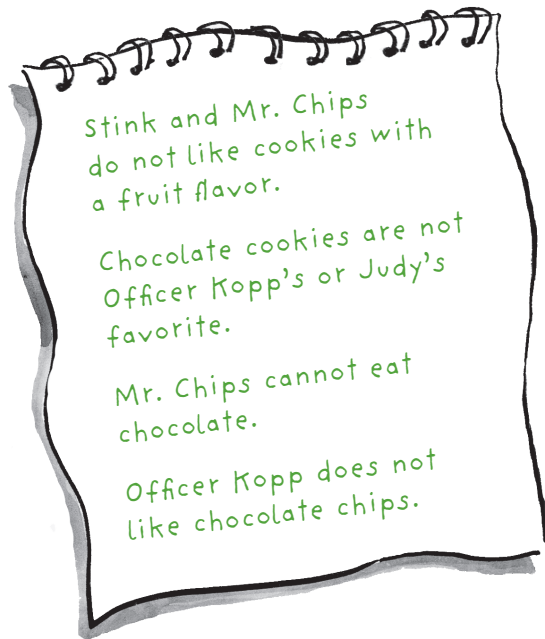 Stink and Mr. Chips
do not like cookies with
a fruit flavor.
Chocolate cookies are not
Officer Kopp's or Judy's
favorite.
Mr. Chips cannot eat
chocolate.
Officer Kopp does not
like chocolate chips.